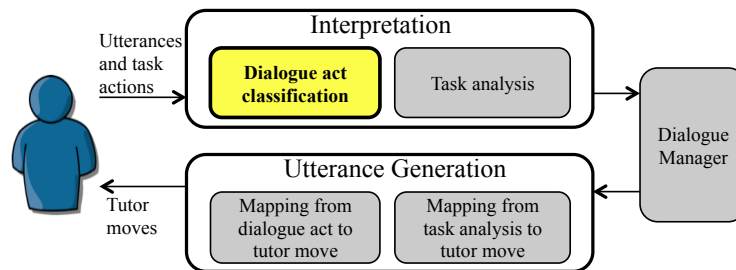 Interpretation
Utterances
and task
actions
Dialogue act
classification
Task analysis
Dialogue
Manager
Utterance Generation
Mapping from
dialogue act to
tutor move
Mapping from
task analysis to
tutor move
Tutor
moves